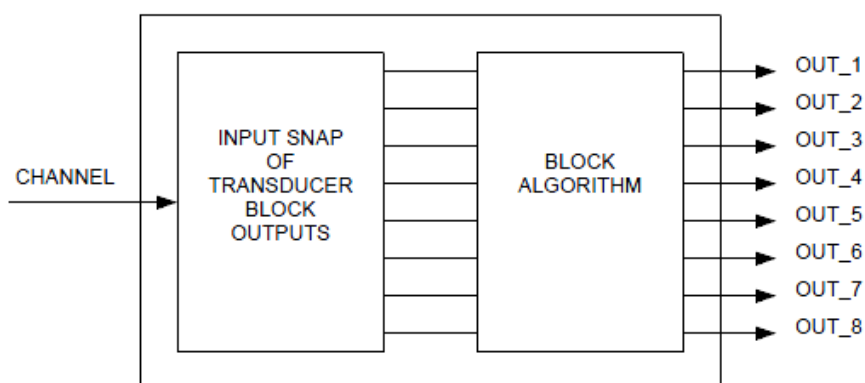 CHANNEL
INPUT SNAP
OF
TRANSDUCER
BLOCK
OUTPUTS
BLOCK
ALGORITHM
OUT_1
OUT_2
OUT_3
OUT_4
OUT_5
OUT_6
OUT_7
OUT_8